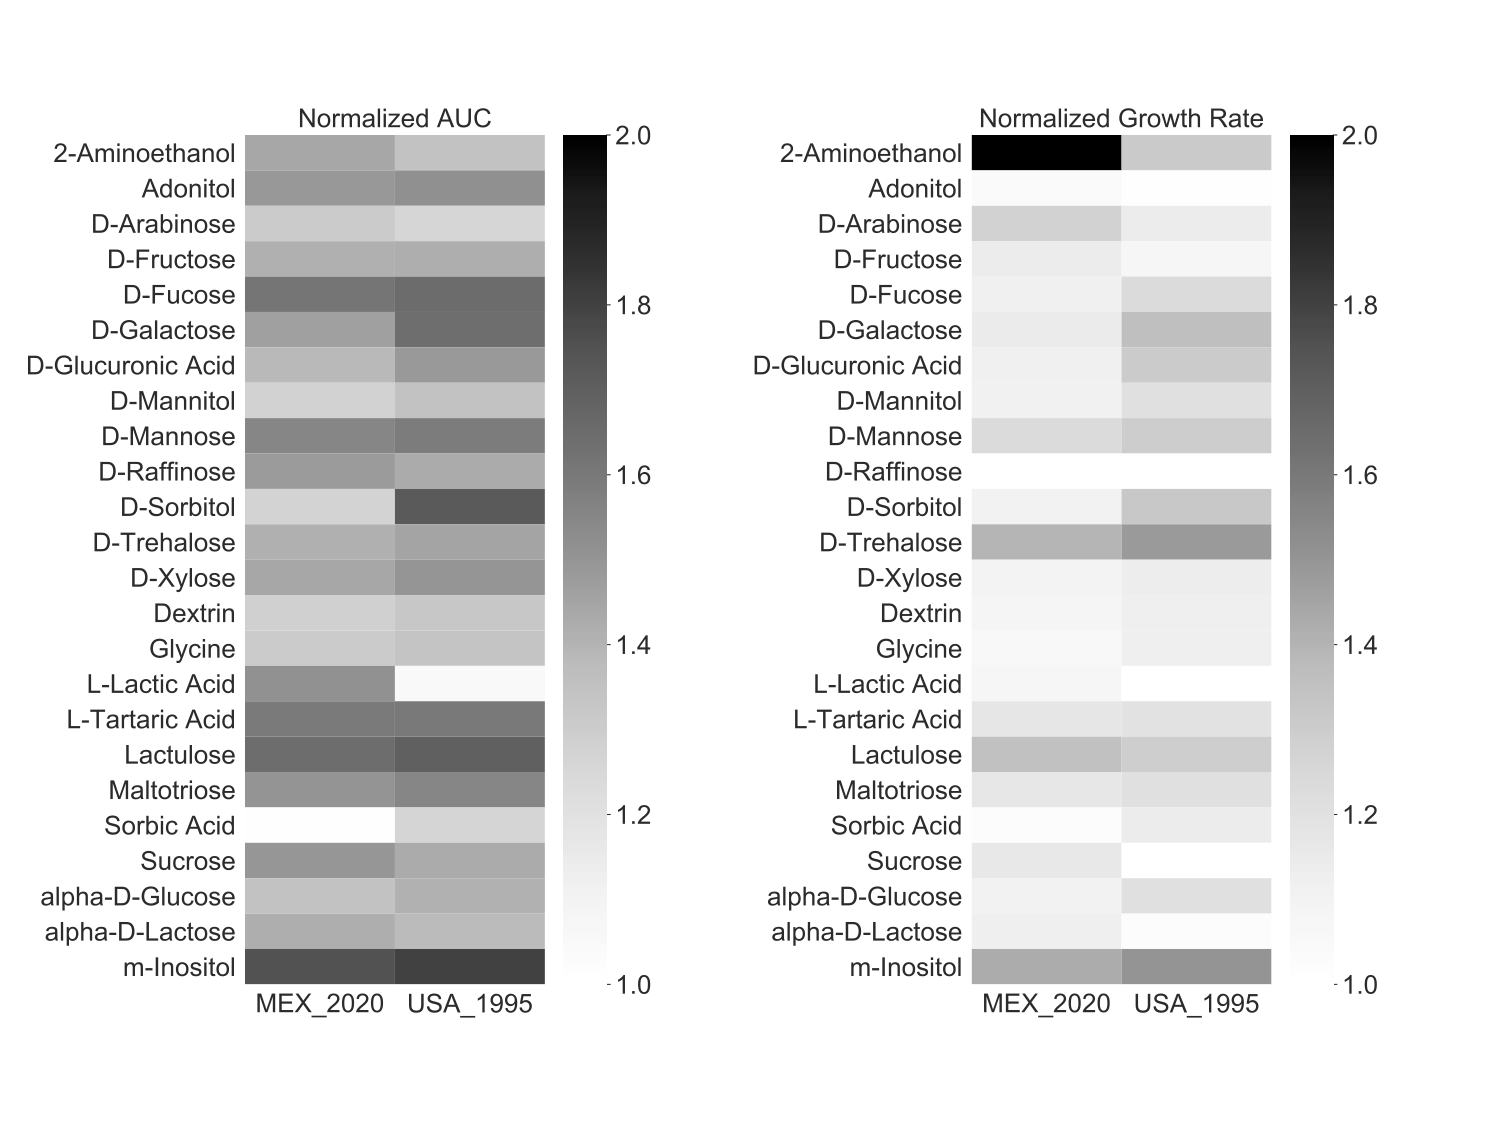 Normalized AUC
2-Aminoethanol
Adonitol
D-Arabinose
D-Fructose
D-Fucose
D-Galactose
D-Glucuronic Acid
D-Mannitol
D-Mannose
D-Raffinose
D-Sorbitol
D-Trehalose
D-Xylose
Dextrin
Glycine
L-Lactic Acid
L-Tartaric Acid
Lactulose
Maltotriose
Sorbic Acid
Sucrose
alpha-D-Glucose
alpha-D-Lactose
m-Inositol
MEX_2020 USA_1995
2.0
1.8
1.6
1.4
1.2
1.0
Normalized Growth Rate
2-Aminoethanol
Adonitol
D-Arabinose
D-Fructose
D-Fucose
D-Galactose
D-Glucuronic Acid
D-Mannitol
D-Mannose
D-Raffinose
D-Sorbitol
D-Trehalose
D-Xylose
Dextrin
Glycine
L-Lactic Acid
L-Tartaric Acid
Lactulose
Maltotriose
Sorbic Acid
Sucrose
alpha-D-Glucose
alpha-D-Lactose
m-Inositol
MEX_2020 USA_1995
2.0
1.8
1.6
1.4
1.2
1.0